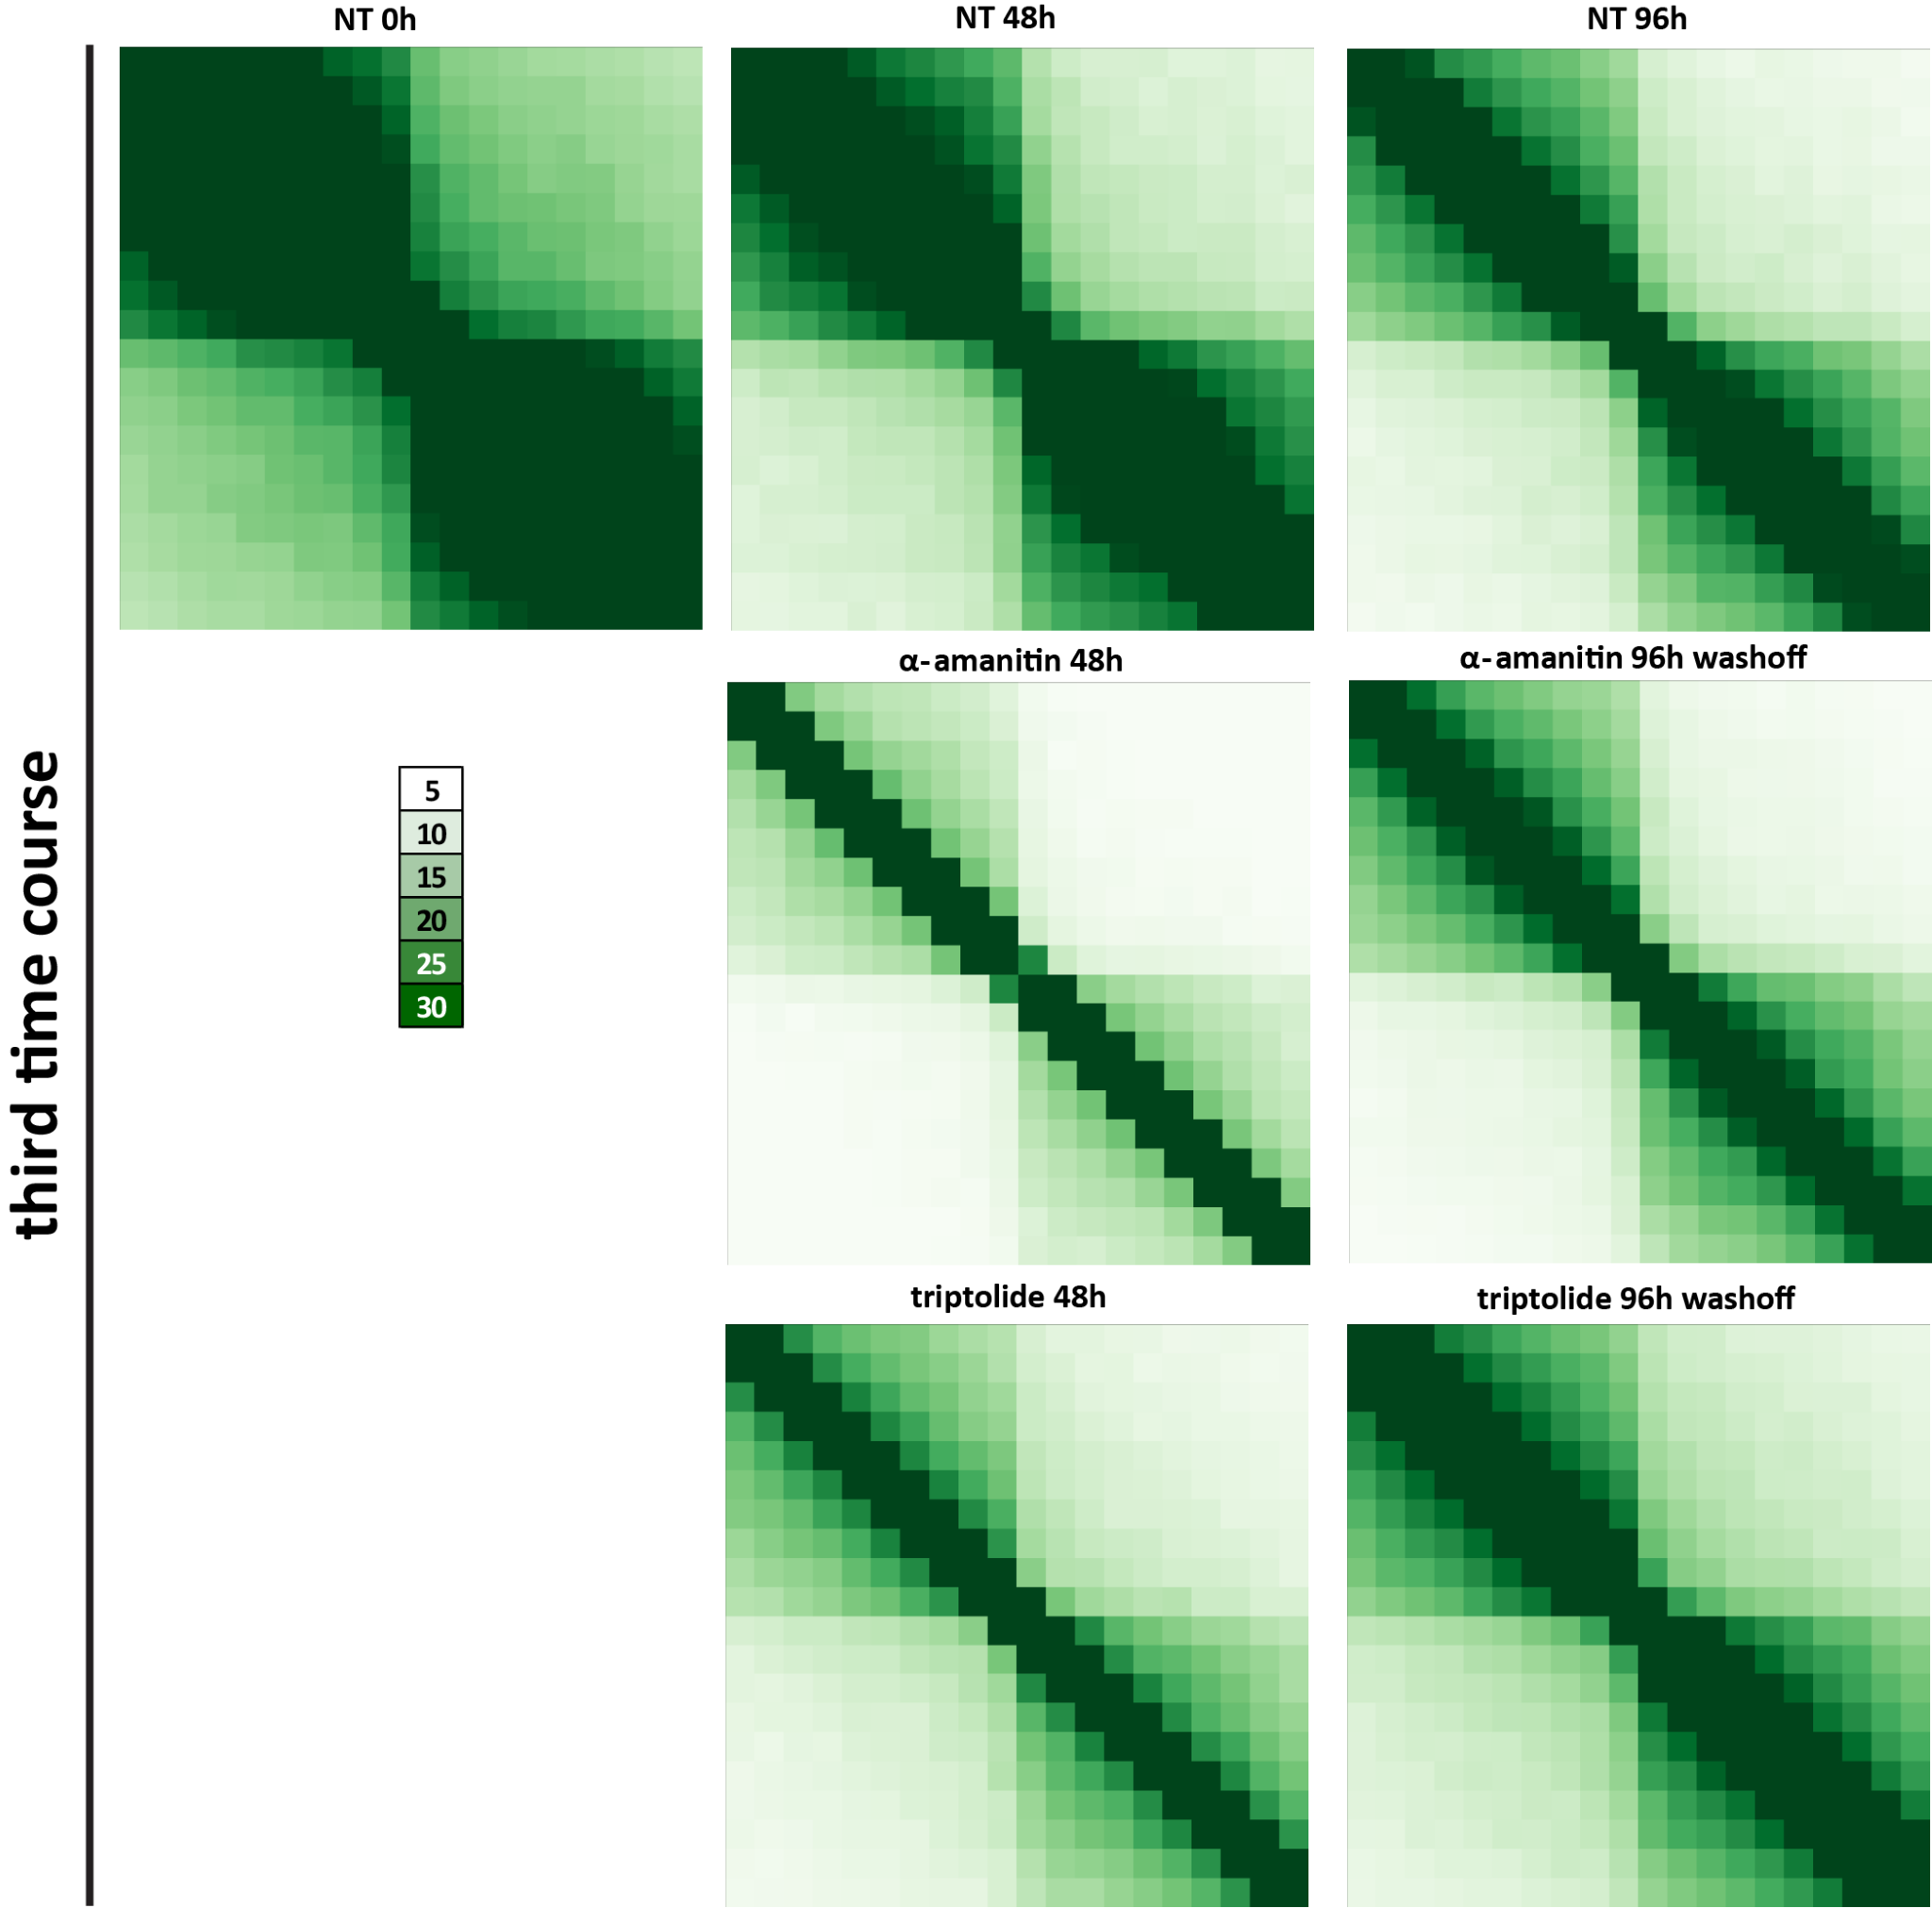 NT 0h
NT 48h
NT 96h
third time course
α-amanitin 48h
α-amanitin 96h washoff
5
10
15
20
25
30
triptolide 48h
triptolide 96h washoff